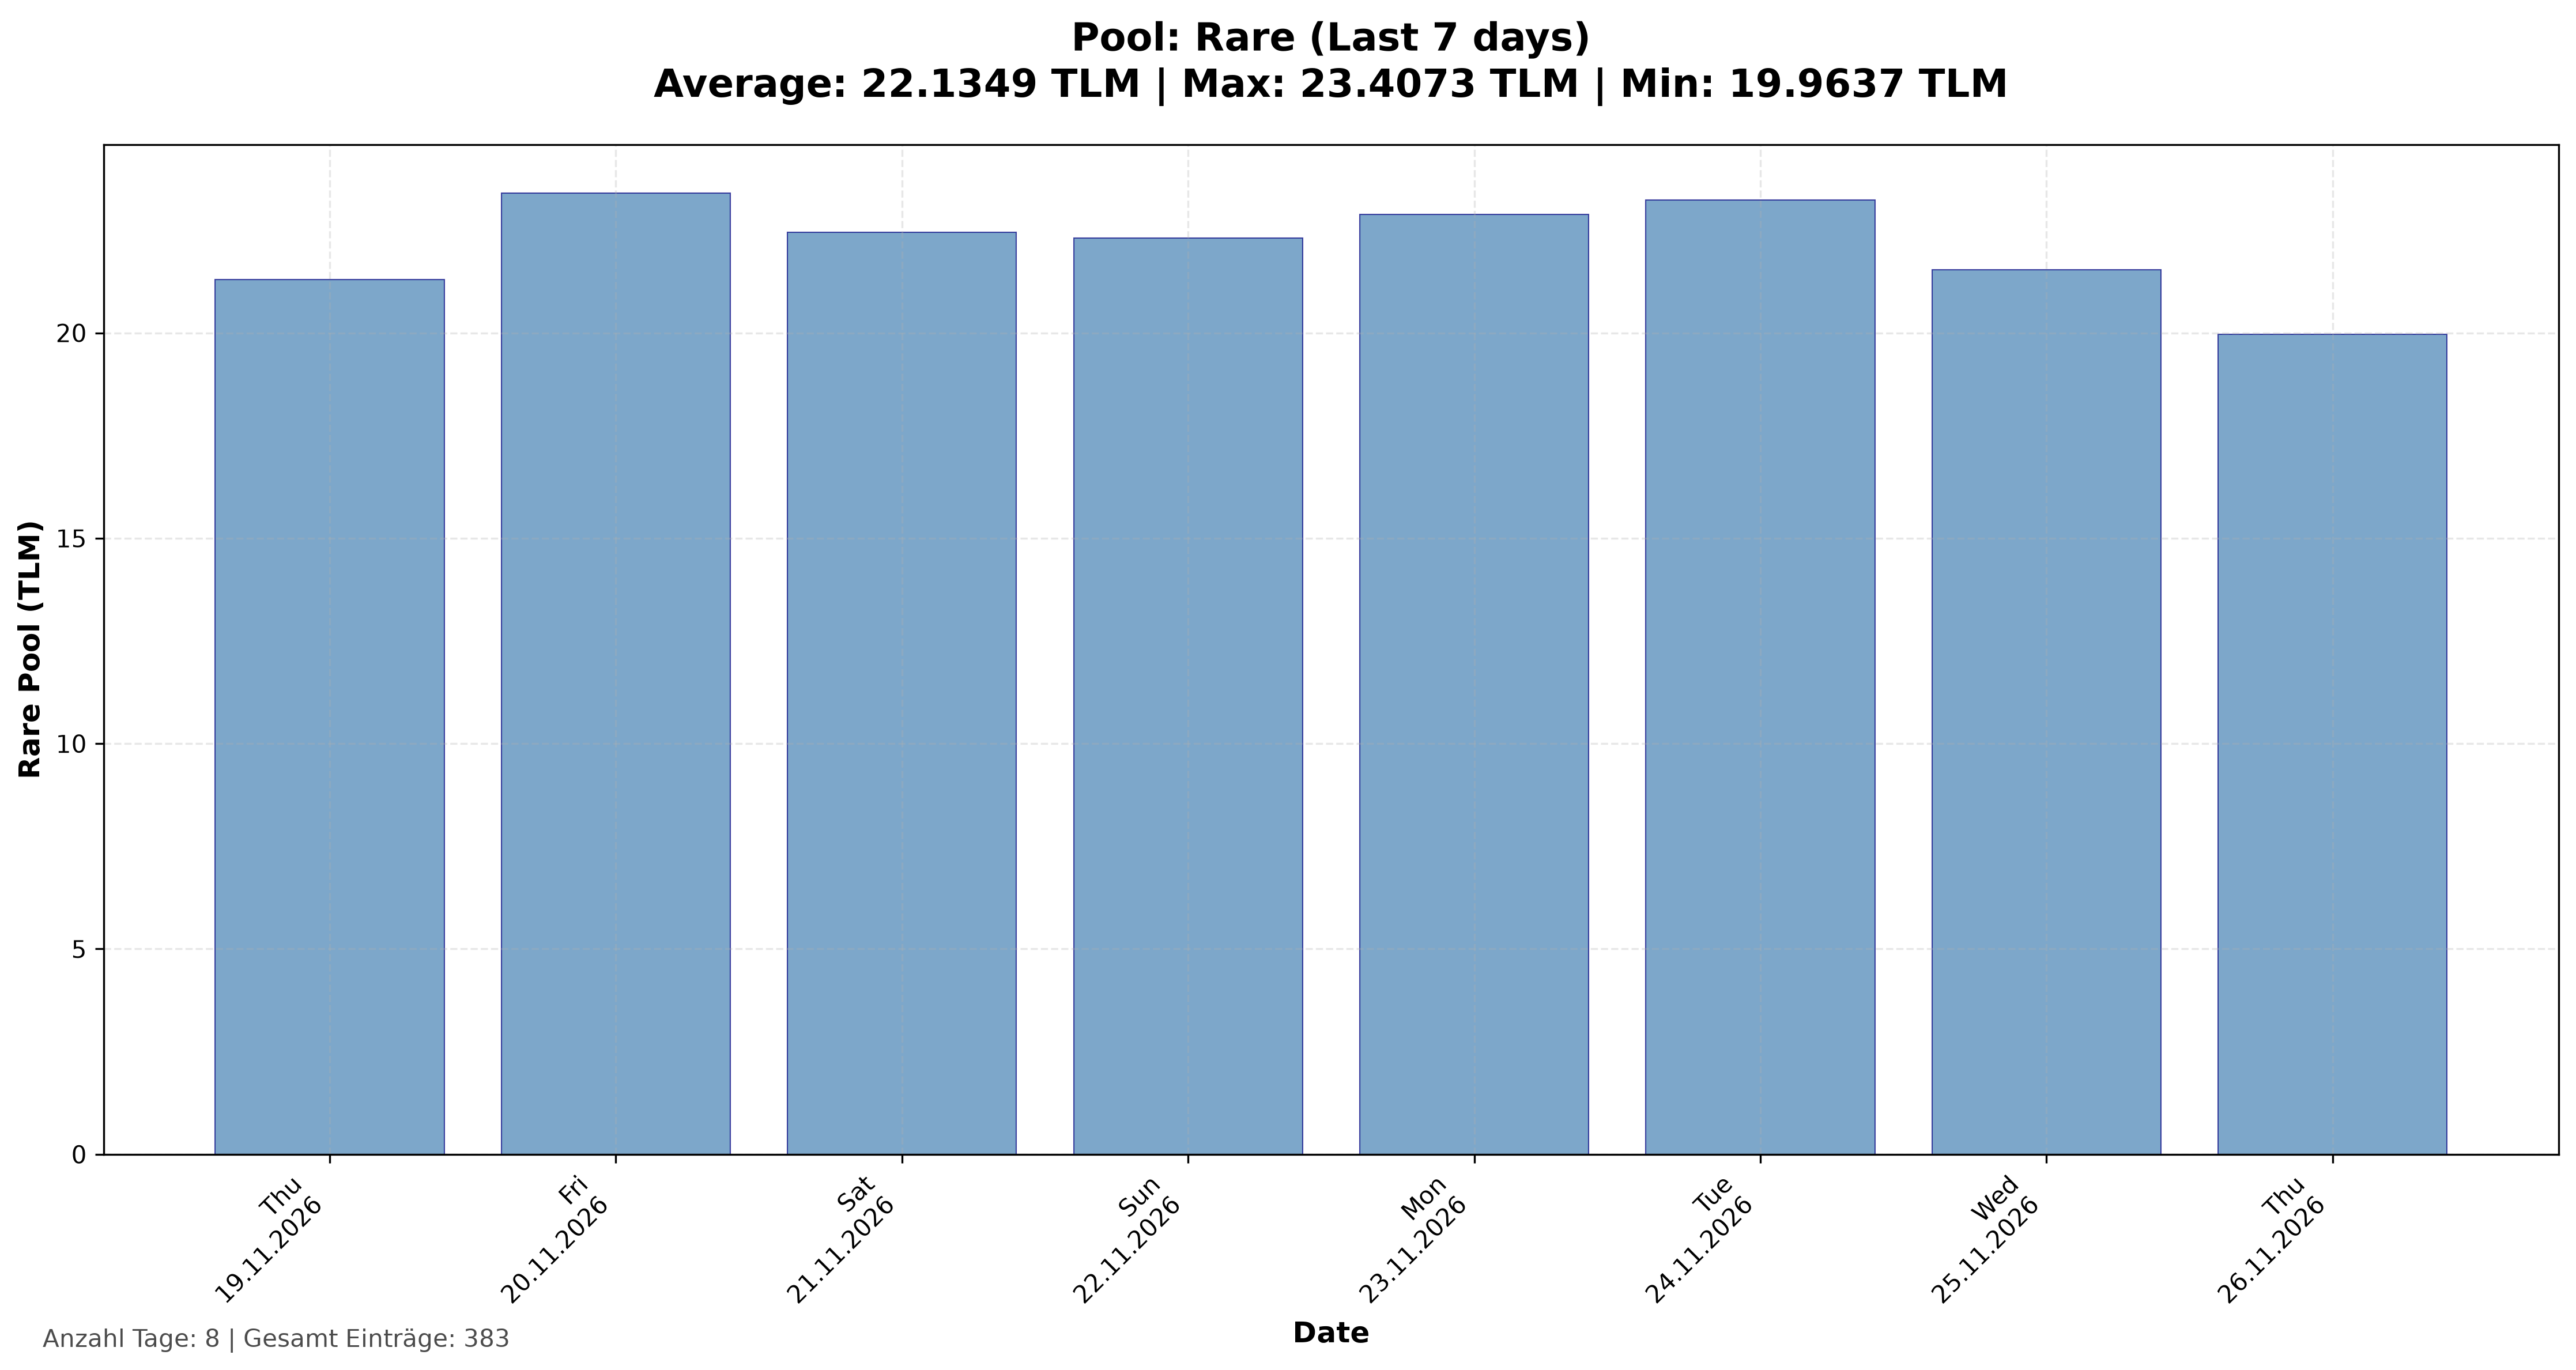 Pool: Rare (Last 7 days)
Average: 22.1349 TLM | Max: 23.4073 TLM | Min: 19.9637 TLM
Rare Pool (TLM)
20
15
10
5
0
Thu
19.11.2026
Fri
20.11.2026
Sat
21.11.2026
Sun
22.11.2026
Mon
23.11.2026
Tue
24.11.2026
Wed
25.11.2026
Thu
26.11.2026
Date
Anzahl Tage: 8 | Gesamt Einträge: 383